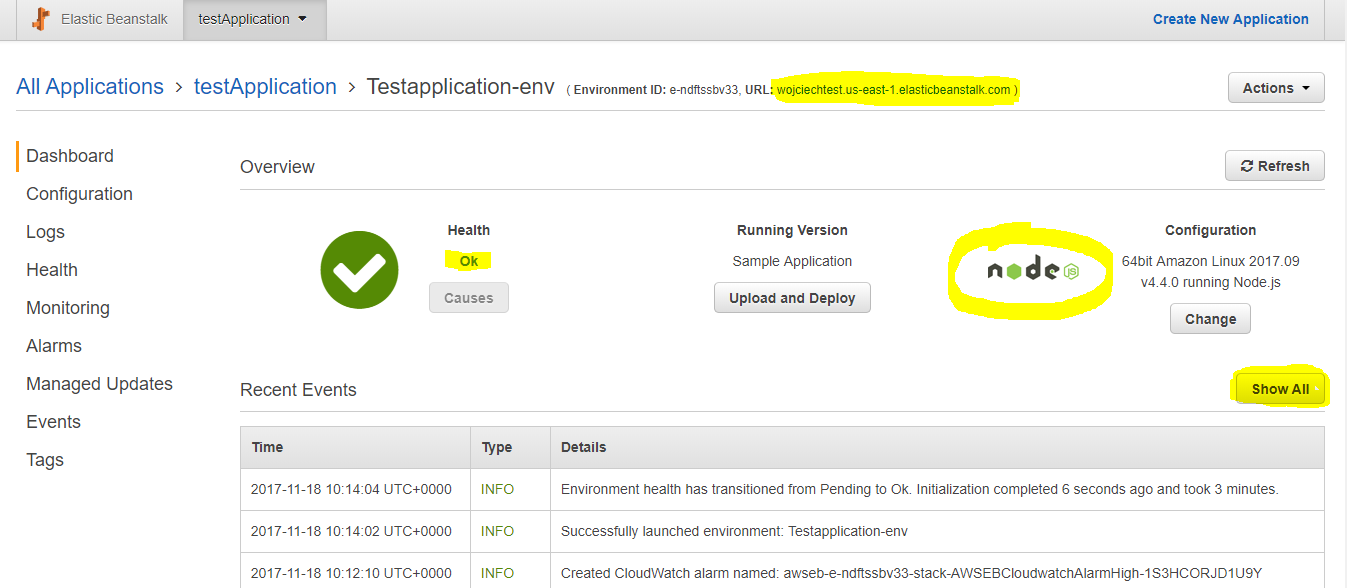 Elastic Beanstalk testApplication Create New Application
All Applications > testApplication > Testapplication-env ( Environment ID: e-ndftssbv33, URL: wojciechtest.us-east-1.elasticbeanstalk.com ) Actions
Dashboard
Overview Refresh
Configuration
Logs
Health
Monitoring
Alarms
Managed Updates
Events
Tags
Health
Ok
Causes
Running Version
Sample Application
Upload and Deploy
node JS
Configuration
64bit Amazon Linux 2017.09
v4.4.0 running Node.js
Change
Recent Events Show All
Time Type Details
2017-11-18 10:14:04 UTC+0000 INFO Environment health has transitioned from Pending to Ok. Initialization completed 6 seconds ago and took 3 minutes.
2017-11-18 10:14:02 UTC+0000 INFO Successfully launched environment: Testapplication-env
2017-11-18 10:12:10 UTC+0000 INFO Created CloudWatch alarm named: awseb-e-ndftssbv33-stack-AWSEBCloudwatchAlarmHigh-1S3HCORJD1U9Y